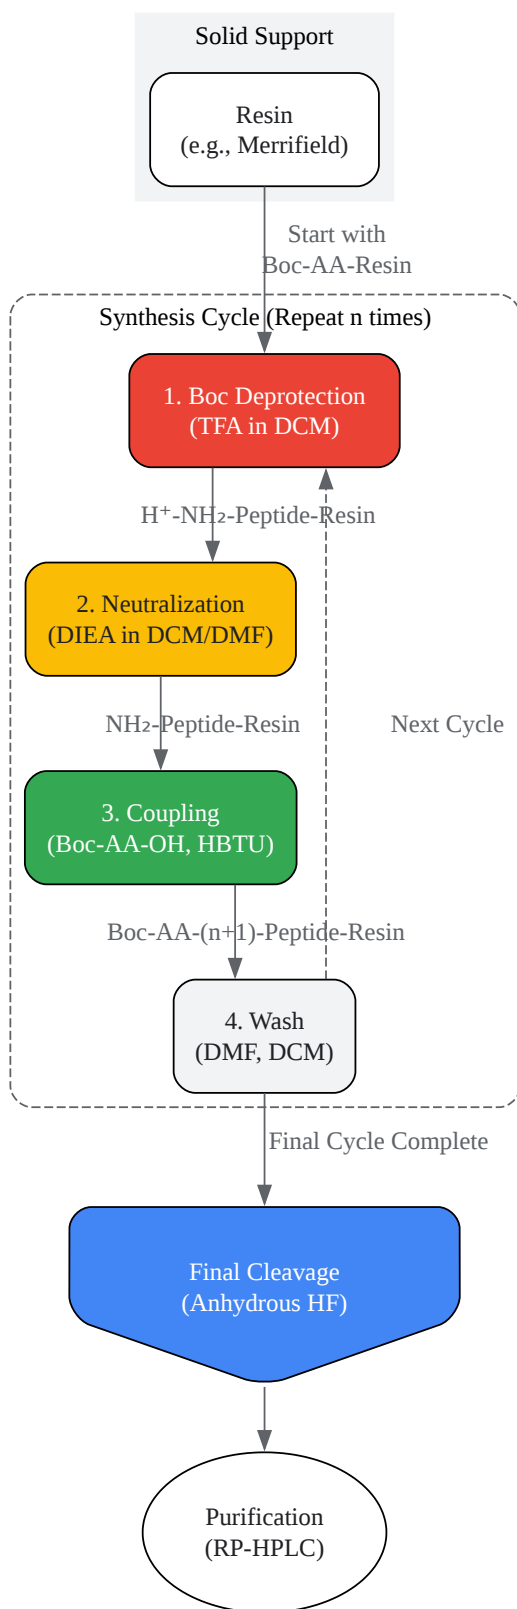 Solid Support
Resin
(e.g., Merrifield)
Start with
Boc-AA-Resin
Synthesis Cycle (Repeat n times)
1. Boc Deprotection
(TFA in DCM)
H⁺-NH₂-Peptide-Resin
2. Neutralization
(DIEA in DCM/DMF)
NH₂-Peptide-Resin
Next Cycle
3. Coupling
(Boc-AA-OH, HBTU)
Boc-AA-(n+1)-Peptide-Resin
4. Wash
(DMF, DCM)
Final Cycle Complete
Final Cleavage
(Anhydrous HF)
Purification
(RP-HPLC)